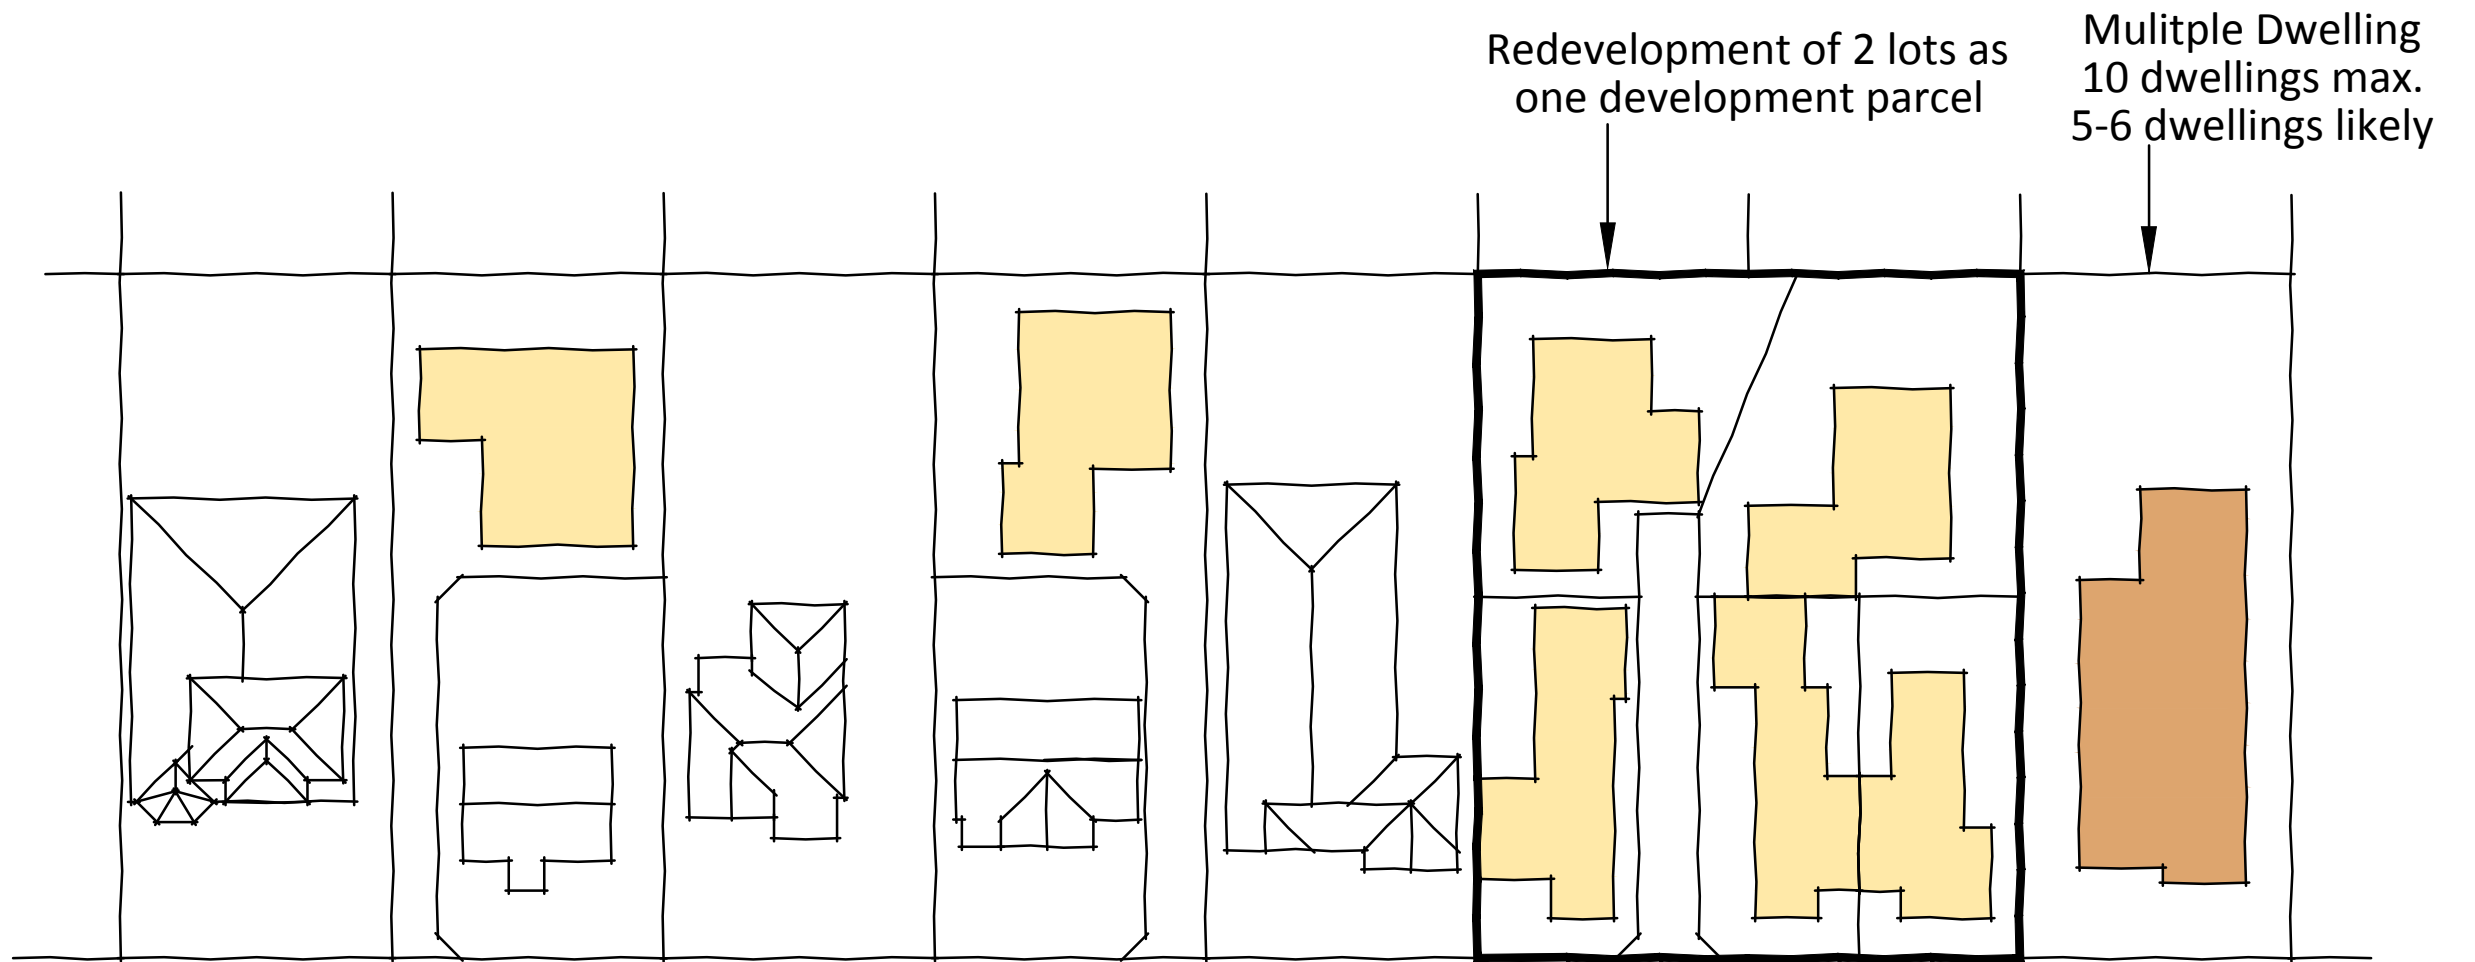 Redevelopment of 2 lots as
one development parcel
Mulitple Dwelling
10 dwellings max.
5-6 dwellings likely